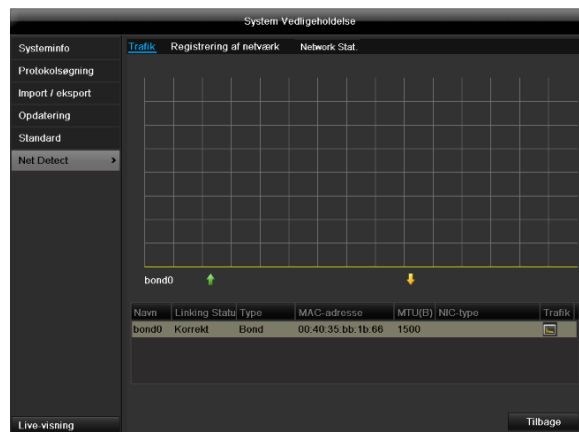 System Vedligeholdelse
Systeminfo
Protokolsøgning
Import / eksport
Opdatering
Standard
Net Detect >
Live-visning
Trafik Registrering af netværk Network Stat.
bond0
Navn Linking Statu Type MAC-adresse MTU(B) NIC-type Trafik
bond0 Korrekt Bond 00:40:35:bb:1b:66 1500
Tilbage